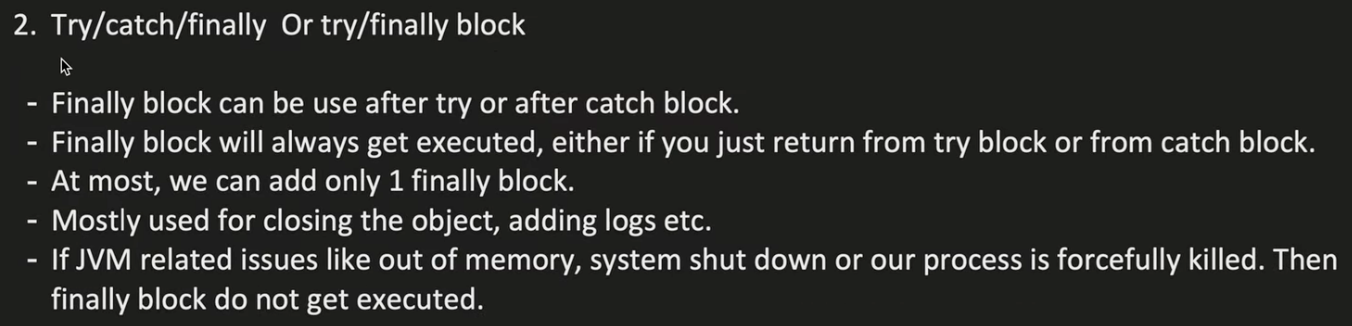 2. Try/catch/finally Or try/finally block
- Finally block can be use after try or after catch block.
- Finally block will always get executed, either if you just return from try block or from catch block.
- At most, we can add only 1 finally block.
- Mostly used for closing the object, adding logs etc.
- If JVM related issues like out of memory, system shut down or our process is forcefully killed. Then
finally block do not get executed.